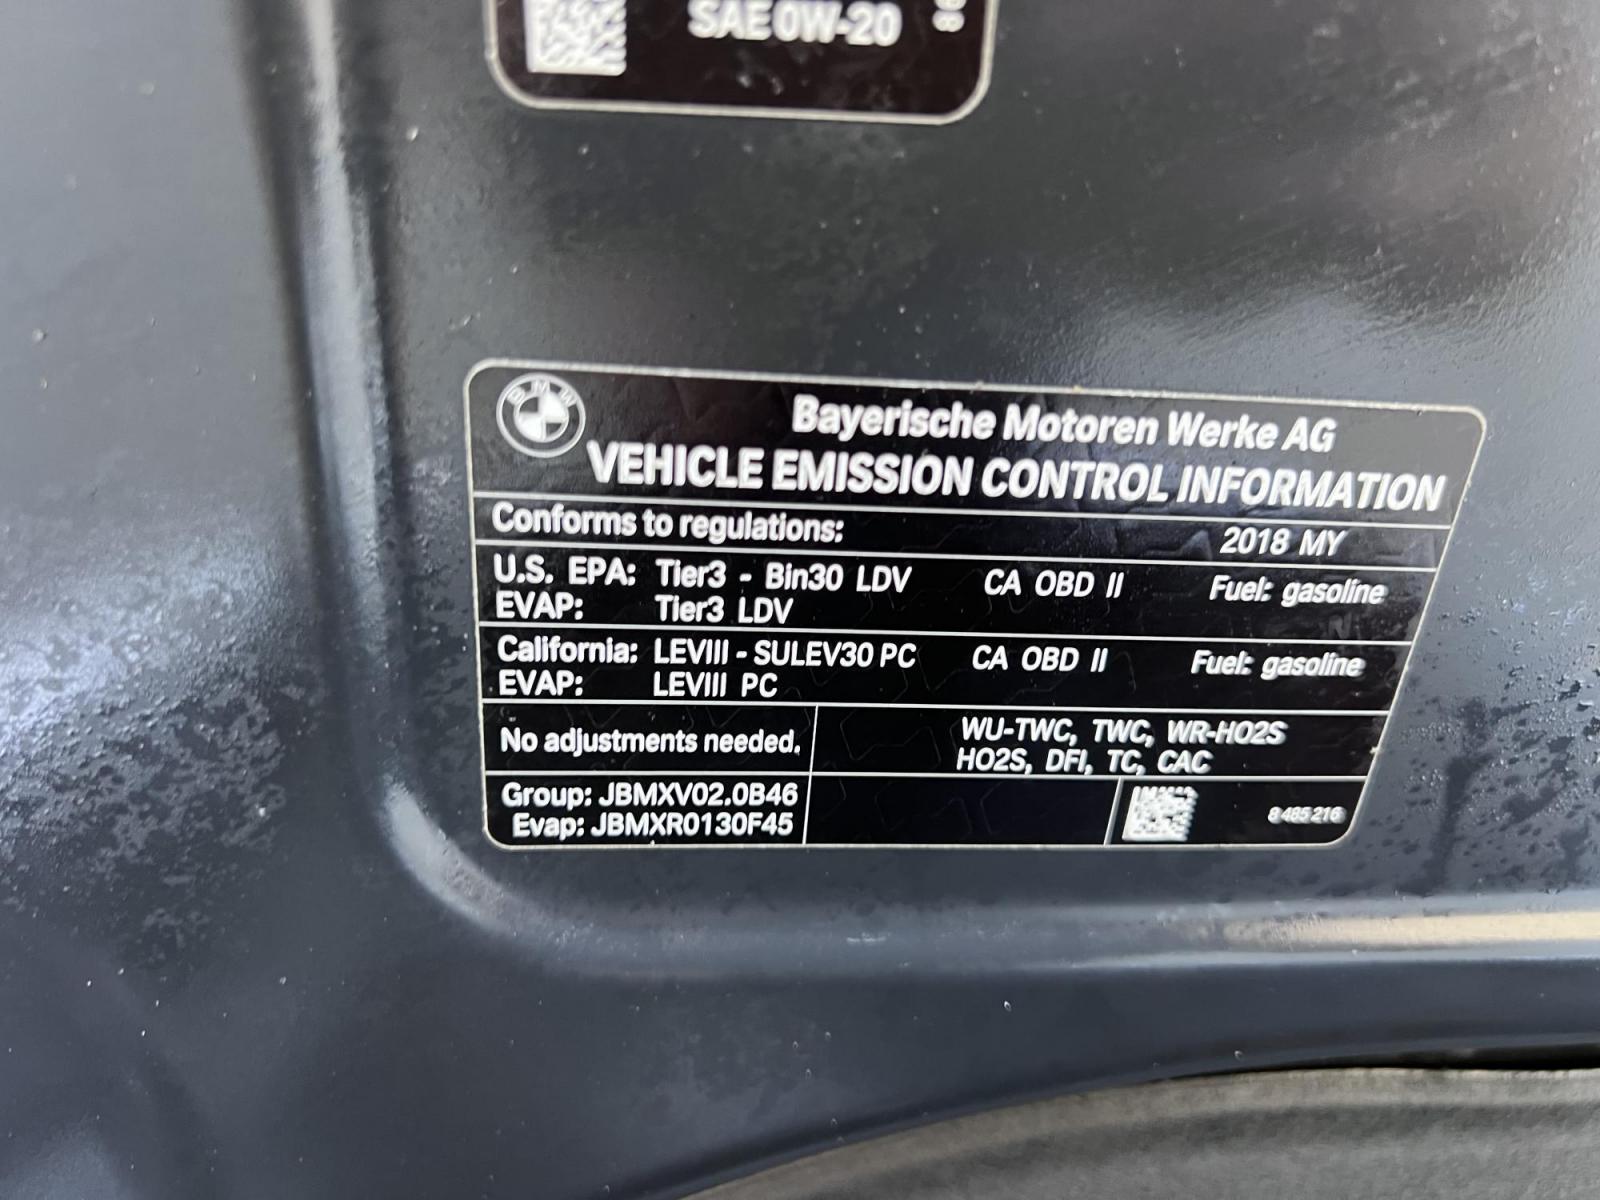 SAE 0W-20
BMW
Bayerische Motoren Werke AG
VEHICLE EMISSION CONTROL INFORMATION
Conforms to regulations: 2018 MY
U.S. EPA: Tier3 - Bin30 LDV CA OBD II Fuel: gasoline
EVAP: Tier3 LDV
California: LEVIII - SULEV30 PC CA OBD II Fuel: gasoline
EVAP: LEVIII PC
No adjustments needed. WU-TWC, TWC, WR-HO2S
HO2S, DFI, TC, CAC
Group: JBMXV02.0B46
Evap: JBMXR0130F45
8 485 216